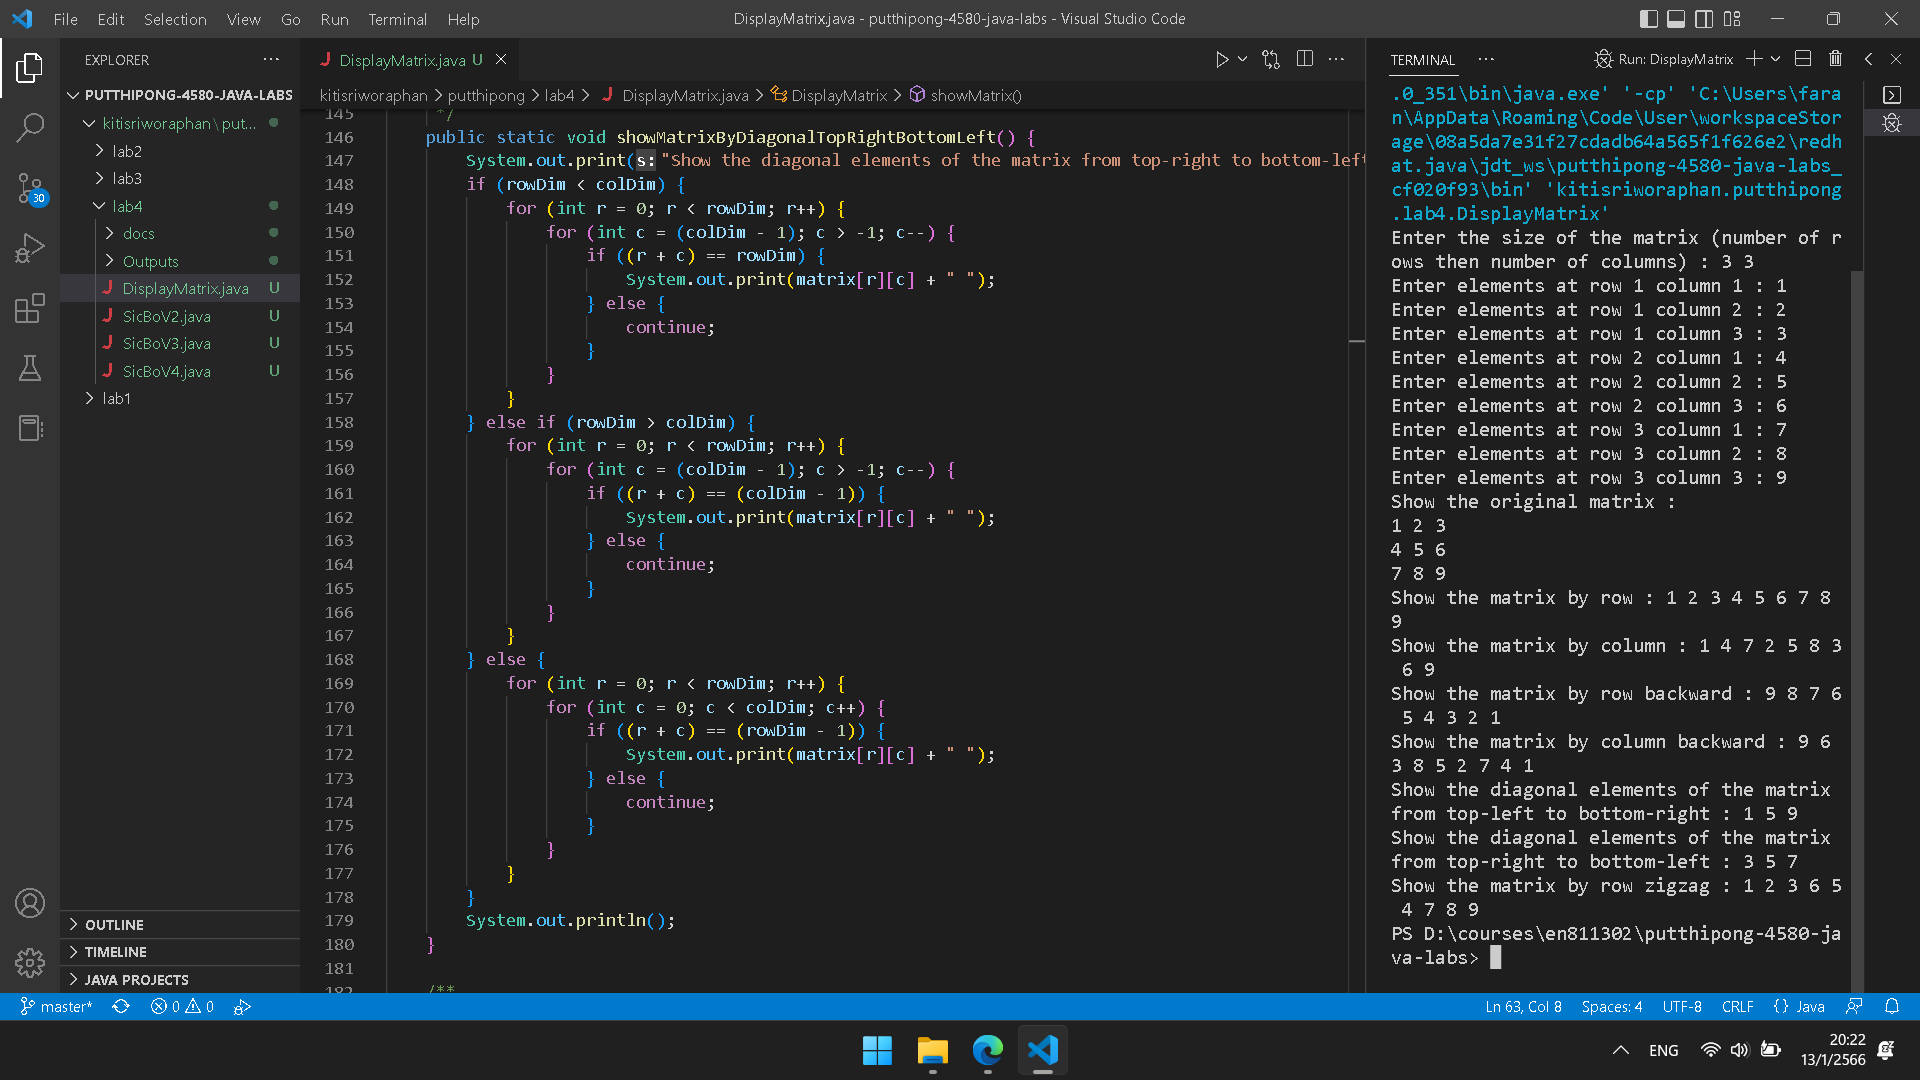 File Edit Selection View Go Run Terminal Help
DisplayMatrix.java - putthipong-4580-java-labs - Visual Studio Code
EXPLORER
PUTTHIPONG-4580-JAVA-LABS
kitisriworaphan\put...
lab2
lab3
lab4
docs
Outputs
DisplayMatrix.java U
SicBoV2.java U
SicBoV3.java U
SicBoV4.java U
lab1
30
OUTLINE
TIMELINE
JAVA PROJECTS
DisplayMatrix.java U
kitisriworaphan > putthipong > lab4 > DisplayMatrix.java > DisplayMatrix > showMatrix()
145 */
146 public static void showMatrixByDiagonalTopRightBottomLeft() {
147 System.out.print(s: "Show the diagonal elements of the matrix from top-right to bottom-left
148 if (rowDim < colDim) {
149 for (int r = 0; r < rowDim; r++) {
150 for (int c = (colDim - 1); c > -1; c--) {
151 if ((r + c) == rowDim) {
152 System.out.print(matrix[r][c] + " ");
153 } else {
154 continue;
155 }
156 }
157 }
158 } else if (rowDim > colDim) {
159 for (int r = 0; r < rowDim; r++) {
160 for (int c = (colDim - 1); c > -1; c--) {
161 if ((r + c) == (colDim - 1)) {
162 System.out.print(matrix[r][c] + " ");
163 } else {
164 continue;
165 }
166 }
167 }
168 } else {
169 for (int r = 0; r < rowDim; r++) {
170 for (int c = 0; c < colDim; c++) {
171 if ((r + c) == (rowDim - 1)) {
172 System.out.print(matrix[r][c] + " ");
173 } else {
174 continue;
175 }
176 }
177 }
178 }
179 System.out.println();
180 }
181
182 /**
TERMINAL
Run: DisplayMatrix
.0_351\bin\java.exe' '-cp' 'C:\Users\fara
n\AppData\Roaming\Code\User\workspaceStor
age\08a5da7e31f27cdadb64a565f1f626e2\redh
at.java\jdt_ws\putthipong-4580-java-labs_
cf020f93\bin' 'kitisriworaphan.putthipong
.lab4.DisplayMatrix'
Enter the size of the matrix (number of r
ows then number of columns) : 3 3
Enter elements at row 1 column 1 : 1
Enter elements at row 1 column 2 : 2
Enter elements at row 1 column 3 : 3
Enter elements at row 2 column 1 : 4
Enter elements at row 2 column 2 : 5
Enter elements at row 2 column 3 : 6
Enter elements at row 3 column 1 : 7
Enter elements at row 3 column 2 : 8
Enter elements at row 3 column 3 : 9
Show the original matrix :
1 2 3
4 5 6
7 8 9
Show the matrix by row : 1 2 3 4 5 6 7 8
9
Show the matrix by column : 1 4 7 2 5 8 3
6 9
Show the matrix by row backward : 9 8 7 6
5 4 3 2 1
Show the matrix by column backward : 9 6
3 8 5 2 7 4 1
Show the diagonal elements of the matrix
from top-left to bottom-right : 1 5 9
Show the diagonal elements of the matrix
from top-right to bottom-left : 3 5 7
Show the matrix by row zigzag : 1 2 3 6 5
4 7 8 9
PS D:\courses\en811302\putthipong-4580-ja
va-labs>
master* 0 0
Ln 63, Col 8 Spaces: 4 UTF-8 CRLF {} Java
ENG
20:22
13/1/2566